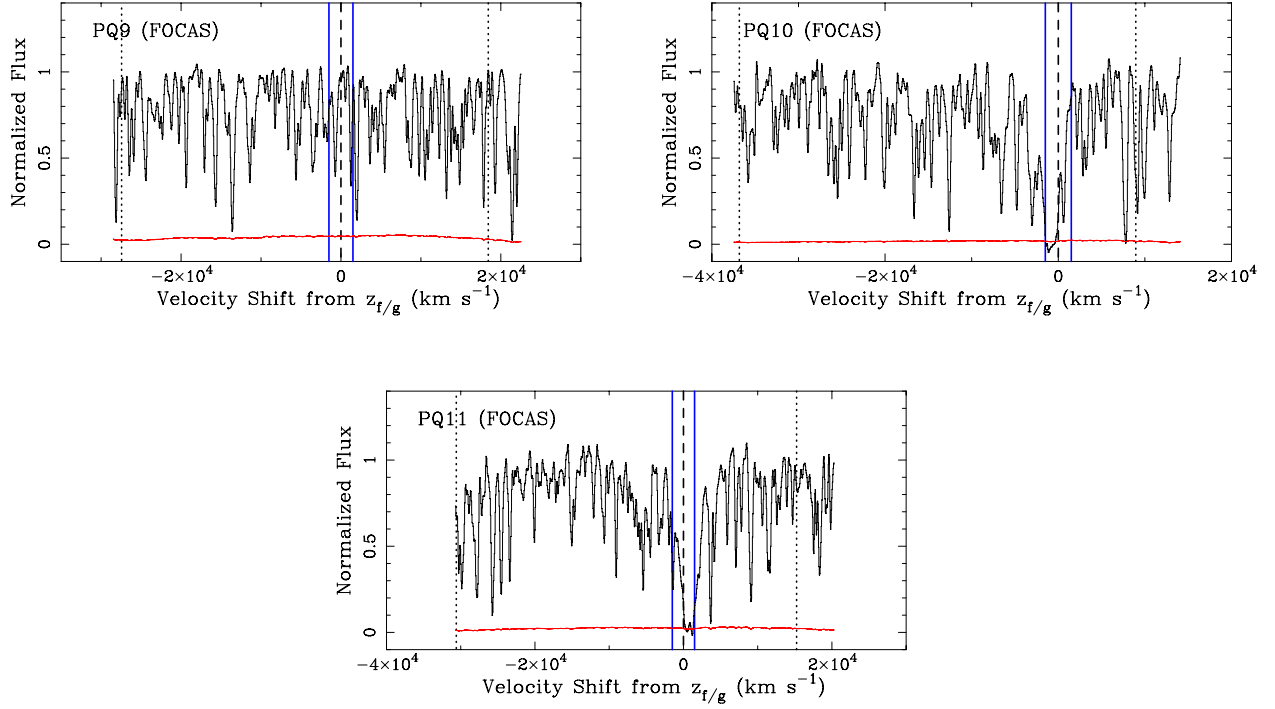 PQ9 (FOCAS)
Normalized Flux
1
0.5
0
−2×10⁴ 0 2×10⁴
Velocity Shift from z_f/g (km s⁻¹)
PQ10 (FOCAS)
Normalized Flux
1
0.5
0
−4×10⁴ −2×10⁴ 0 2×10⁴
Velocity Shift from z_f/g (km s⁻¹)
PQ11 (FOCAS)
Normalized Flux
1
0.5
0
−4×10⁴ −2×10⁴ 0 2×10⁴
Velocity Shift from z_f/g (km s⁻¹)